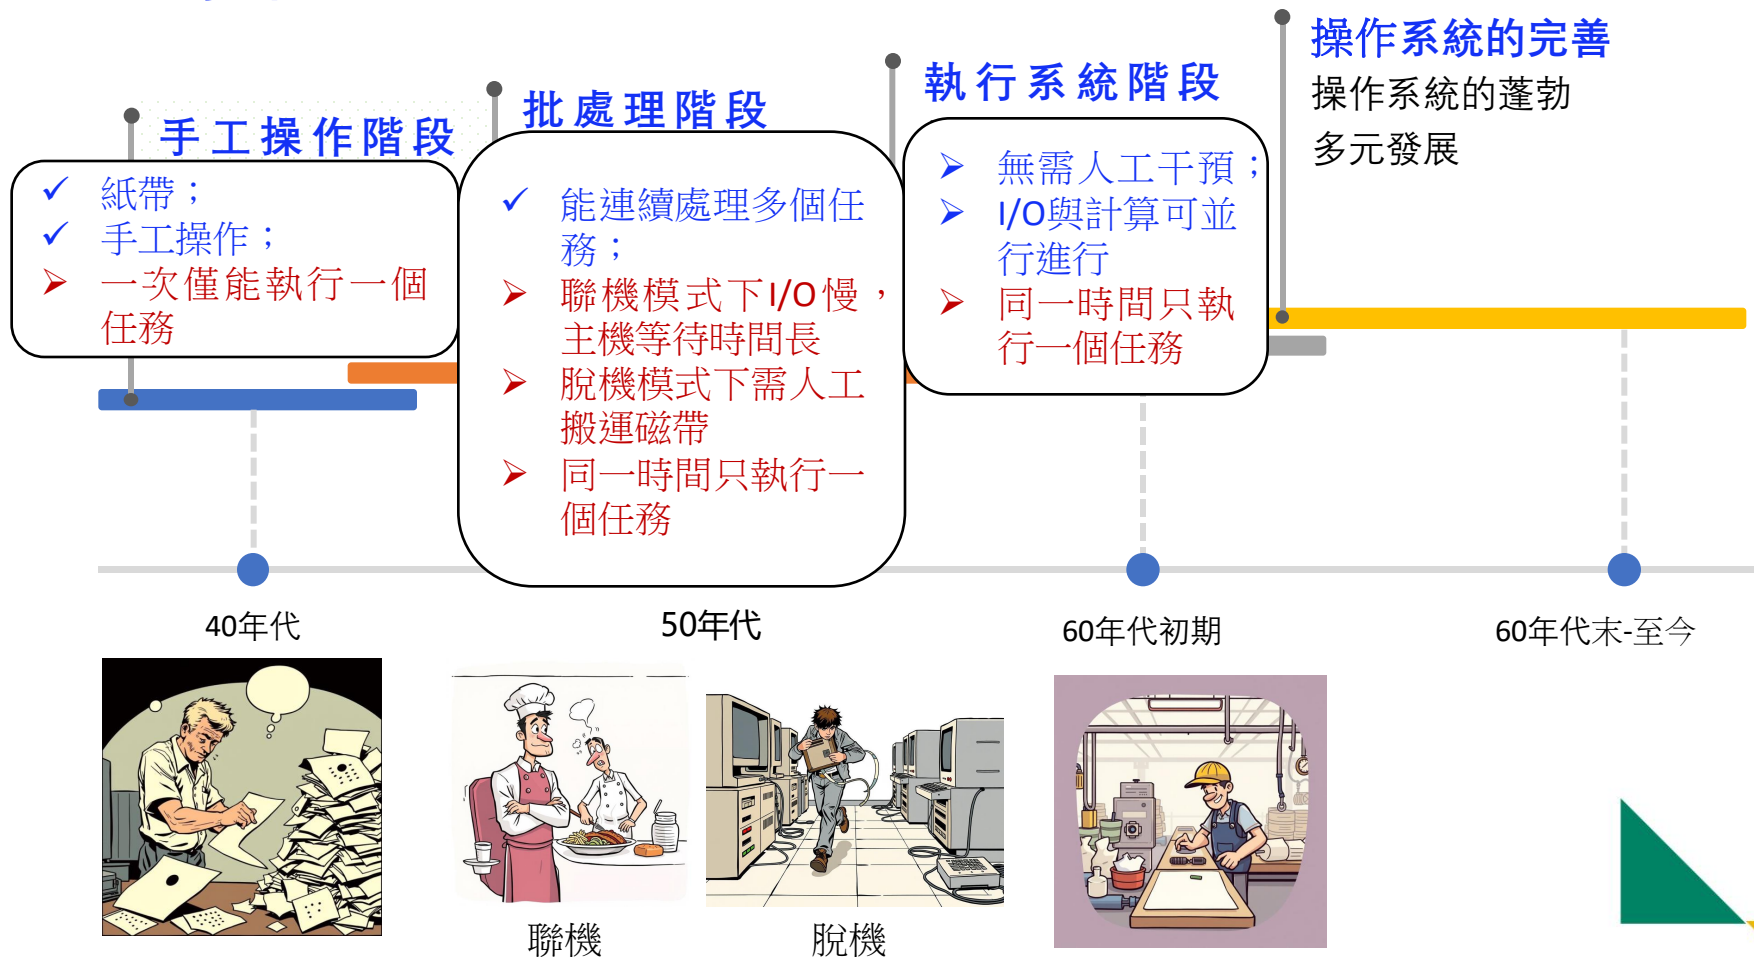 手工操作階段
紙帶；
手工操作；
一次僅能執行一個
任務
批處理階段
能連續處理多個任
務；
聯機模式下I/O慢，
主機等待時間長
脫機模式下需人工
搬運磁帶
同一時間只執行一
個任務
執行系統階段
無需人工干預；
I/O與計算可並
行進行
同一時間只執
行一個任務
操作系統的完善
操作系統的蓬勃
多元發展
40年代
50年代
60年代初期
60年代末-至今
聯機
脫機